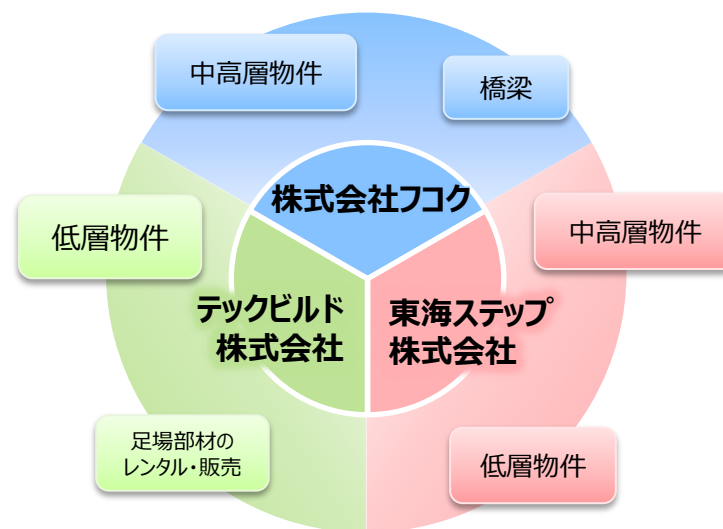 中高層物件
橋梁
株式会社フコク
低層物件
中高層物件
テックビルド
株式会社
東海ステップ
株式会社
足場部材の
レンタル・販売
低層物件